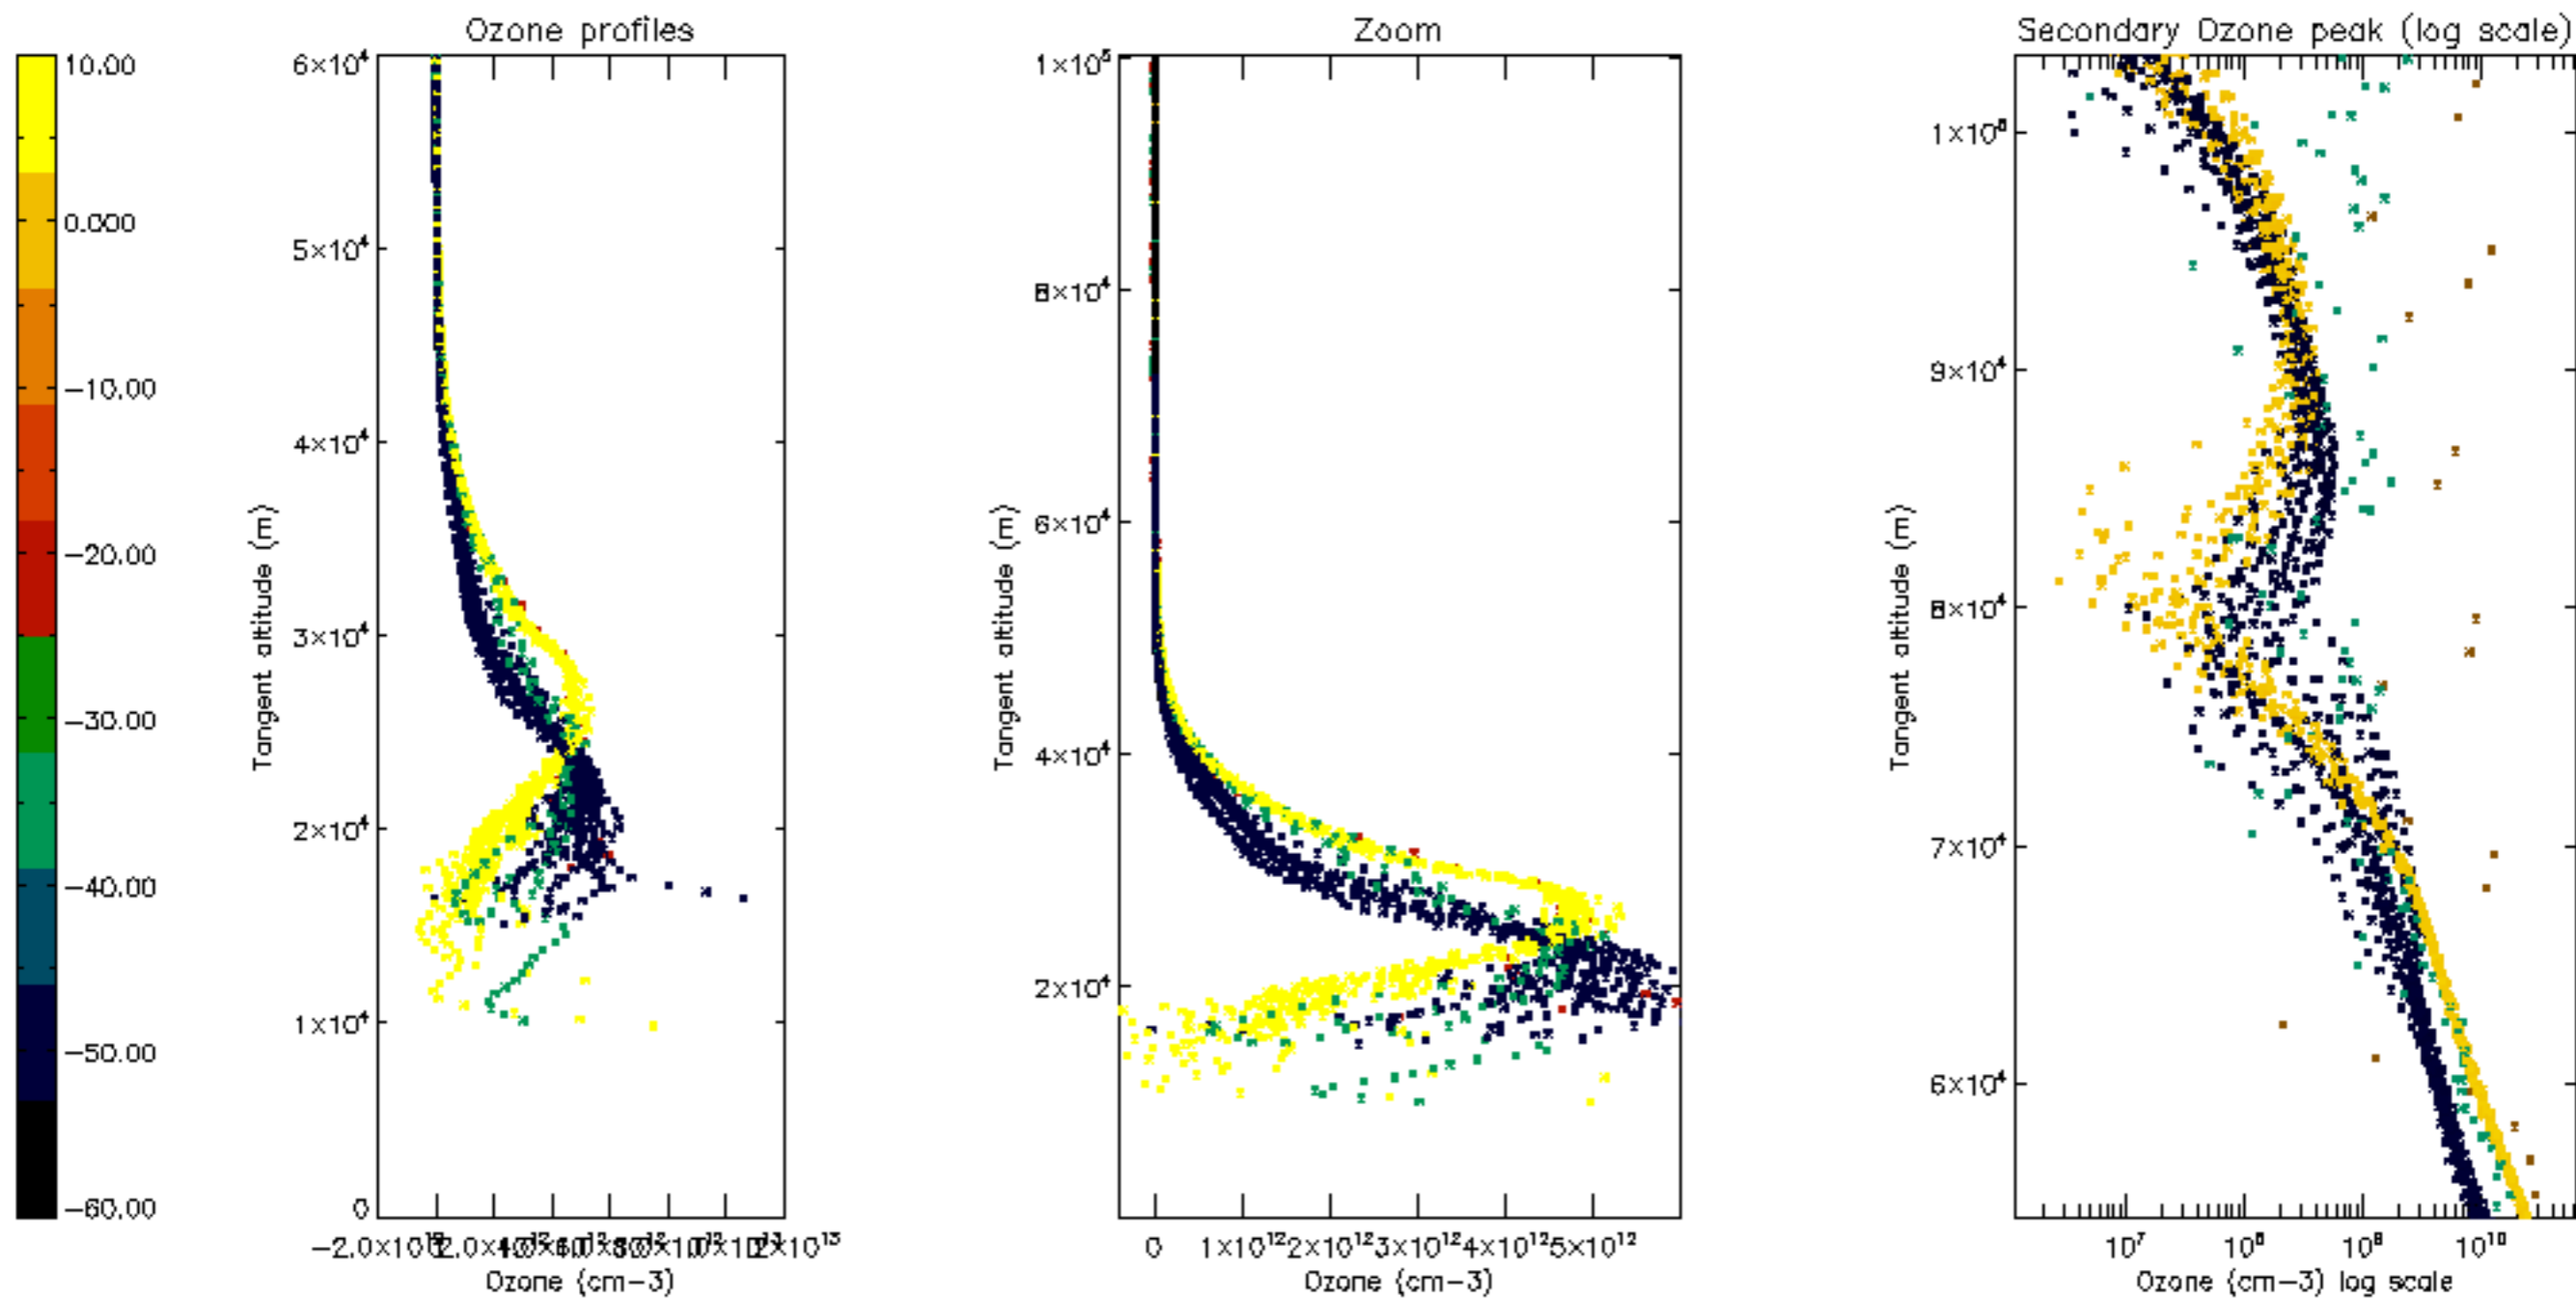 Ozone profiles
Zoom
Secondary Ozone peak (log scale)
10.00
0.000
−10.00
−20.00
−30.00
−40.00
−50.00
−60.00
6×10⁴
5×10⁴
4×10⁴
3×10⁴
2×10⁴
1×10⁴
0
Tangent altitude (m)
Ozone (cm−3)
1×10⁵
8×10⁴
6×10⁴
4×10⁴
2×10⁴
Tangent altitude (m)
0 1×10¹² 2×10¹² 3×10¹² 4×10¹² 5×10¹²
Ozone (cm−3)
9×10⁴
8×10⁴
7×10⁴
6×10⁴
Tangent altitude (m)
10⁷ 10⁸ 10⁹ 10¹⁰
Ozone (cm−3) log scale